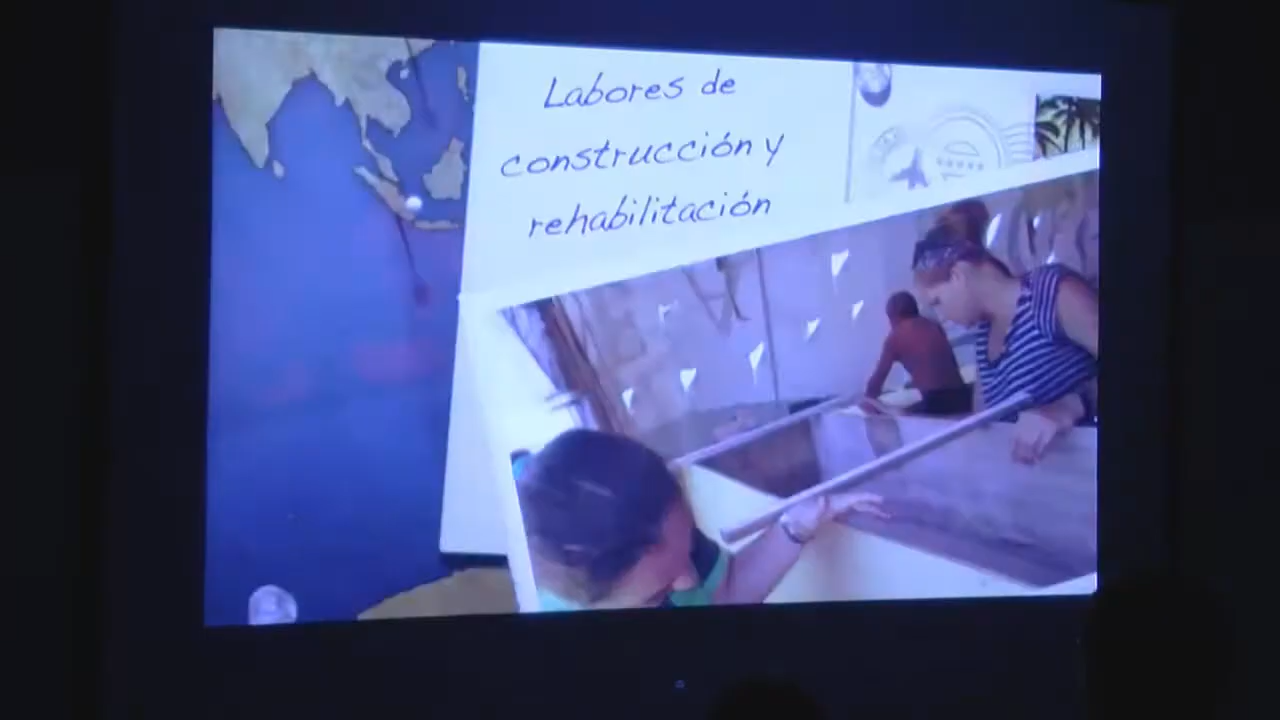 Labores de
construcción y
rehabilitación